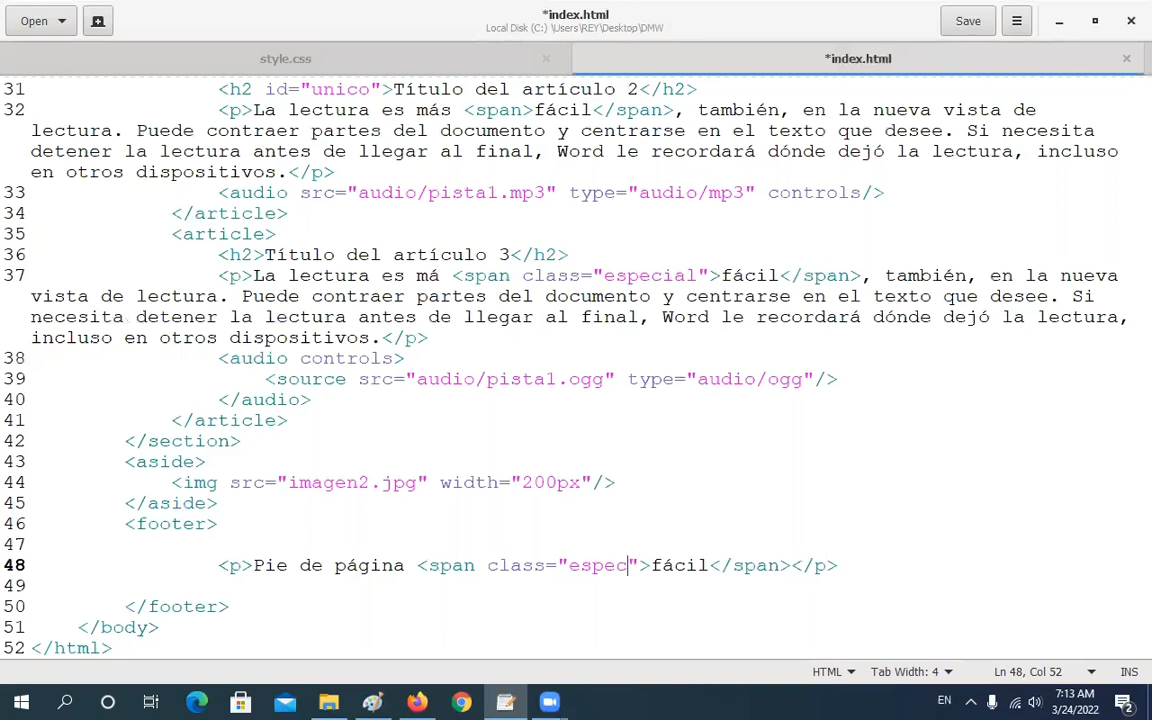 Open
*index.html
Local Disk (C:) \Users\REY\Desktop\DMW
Save
style.css
*index.html
31 <h2 id="unico">Título del artículo 2</h2>
32 <p>La lectura es más <span>fácil</span>, también, en la nueva vista de
lectura. Puede contraer partes del documento y centrarse en el texto que desee. Si necesita
detener la lectura antes de llegar al final, Word le recordará dónde dejó la lectura, incluso
en otros dispositivos.</p>
33 <audio src="audio/pista1.mp3" type="audio/mp3" controls/>
34 </article>
35 <article>
36 <h2>Título del artículo 3</h2>
37 <p>La lectura es má <span class="especial">fácil</span>, también, en la nueva
vista de lectura. Puede contraer partes del documento y centrarse en el texto que desee. Si
necesita detener la lectura antes de llegar al final, Word le recordará dónde dejó la lectura,
incluso en otros dispositivos.</p>
38 <audio controls>
39 <source src="audio/pista1.ogg" type="audio/ogg"/>
40 </audio>
41 </article>
42 </section>
43 <aside>
44 <img src="imagen2.jpg" width="200px"/>
45 </aside>
46 <footer>
47
48 <p>Pie de página <span class="espec">fácil</span></p>
49
50 </footer>
51 </body>
52 </html>
HTML Tab Width: 4 Ln 48, Col 52 INS
EN 7:13 AM
3/24/2022 2